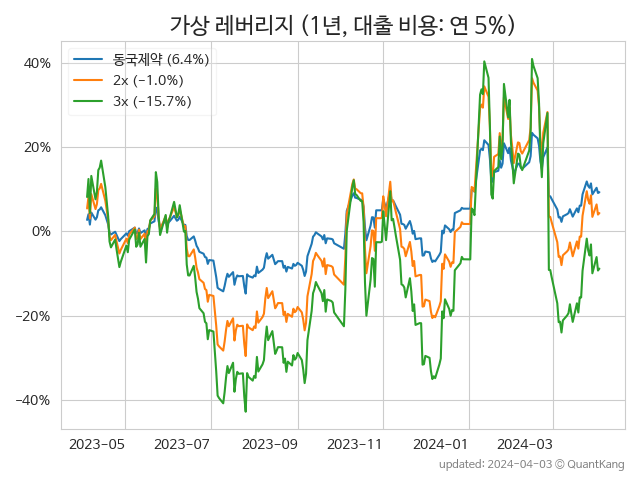 가상 레버리지 (1년, 대출 비용: 연 5%)
동국제약 (6.4%)
2x (−1.0%)
3x (−15.7%)
40%
20%
0%
−20%
−40%
2023−05 2023−07 2023−09 2023−11 2024−01 2024−03
updated: 2024−04−03 © QuantKang